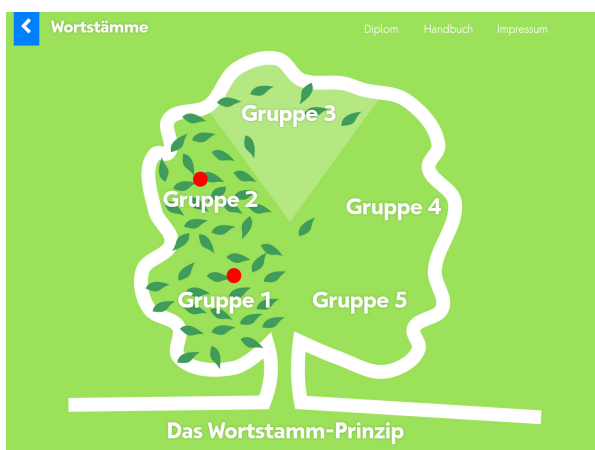 Wortstämme
Diplom Handbuch Impressum
Gruppe 3
Gruppe 2
Gruppe 4
Gruppe 1
Gruppe 5
Das Wortstamm-Prinzip